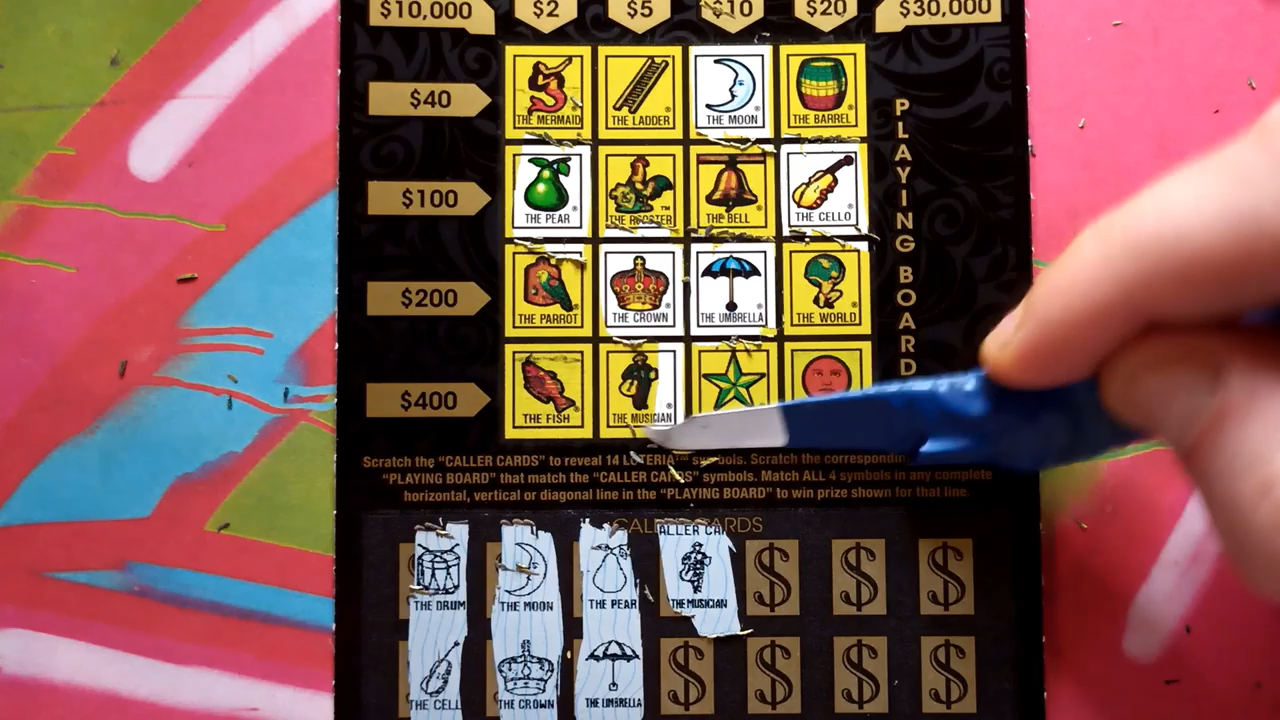 $10,000 $2 $5 $10 $20 $30,000
$40
THE MERMAID THE LADDER THE MOON THE BARREL
$100
THE PEAR THE ROOSTER THE BELL THE CELLO
$200
THE PARROT THE CROWN THE UMBRELLA THE WORLD
$400
THE FISH THE MUSICIAN
PLAYING BOARD
Scratch the “CALLER CARDS” to reveal 14 LOTERIA™ symbols. Scratch the
“PLAYING BOARD” that match the “CALLER CARDS” symbols. Match ALL 4 symbols in any complete
horizontal, vertical or diagonal line in the “PLAYING BOARD” to win prize shown for that line.
CALLER CARDS
THE DRUM THE MOON THE PEAR THE MUSICIAN $ $ $
THE CELL THE CROWN THE UMBRELLA $ $ $ $